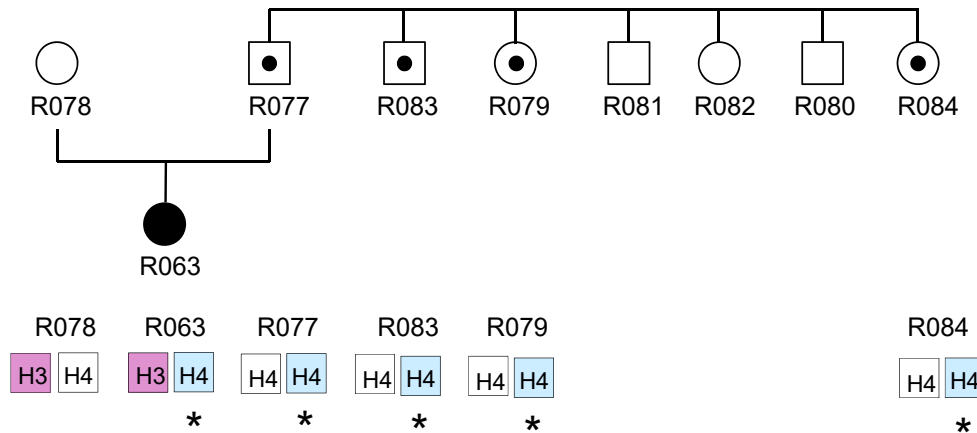 R078 R077 R083 R079 R081 R082 R080 R084
R063
R078 R063 R077 R083 R079 R084
H3 H4 H3 H4 H4 H4 H4 H4 H4 H4 H4 H4
* * * * *